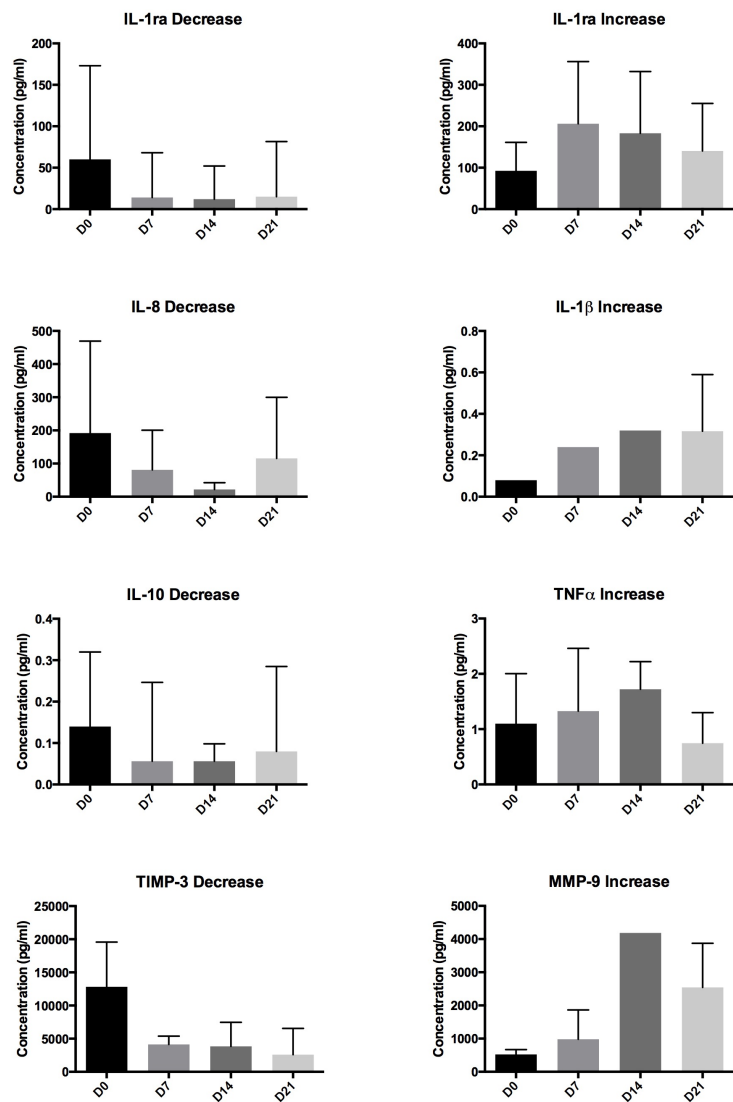 IL-1ra Decrease
Concentration (pg/ml)
200
150
100
50
0
D0
D7
D14
D21
IL-1ra Increase
Concentration (pg/ml)
400
300
200
100
0
D0
D7
D14
D21
IL-8 Decrease
Concentration (pg/ml)
500
400
300
200
100
0
D0
D7
D14
D21
IL-1β Increase
Concentration (pg/ml)
0.8
0.6
0.4
0.2
0.0
D0
D7
D14
D21
IL-10 Decrease
Concentration (pg/ml)
0.4
0.3
0.2
0.1
0.0
D0
D7
D14
D21
TNFα Increase
Concentration (pg/ml)
3
2
1
0
D0
D7
D14
D21
TIMP-3 Decrease
Concentration (pg/ml)
25000
20000
15000
10000
5000
0
D0
D7
D14
D21
MMP-9 Increase
Concentration (pg/ml)
5000
4000
3000
2000
1000
0
D0
D7
D14
D21